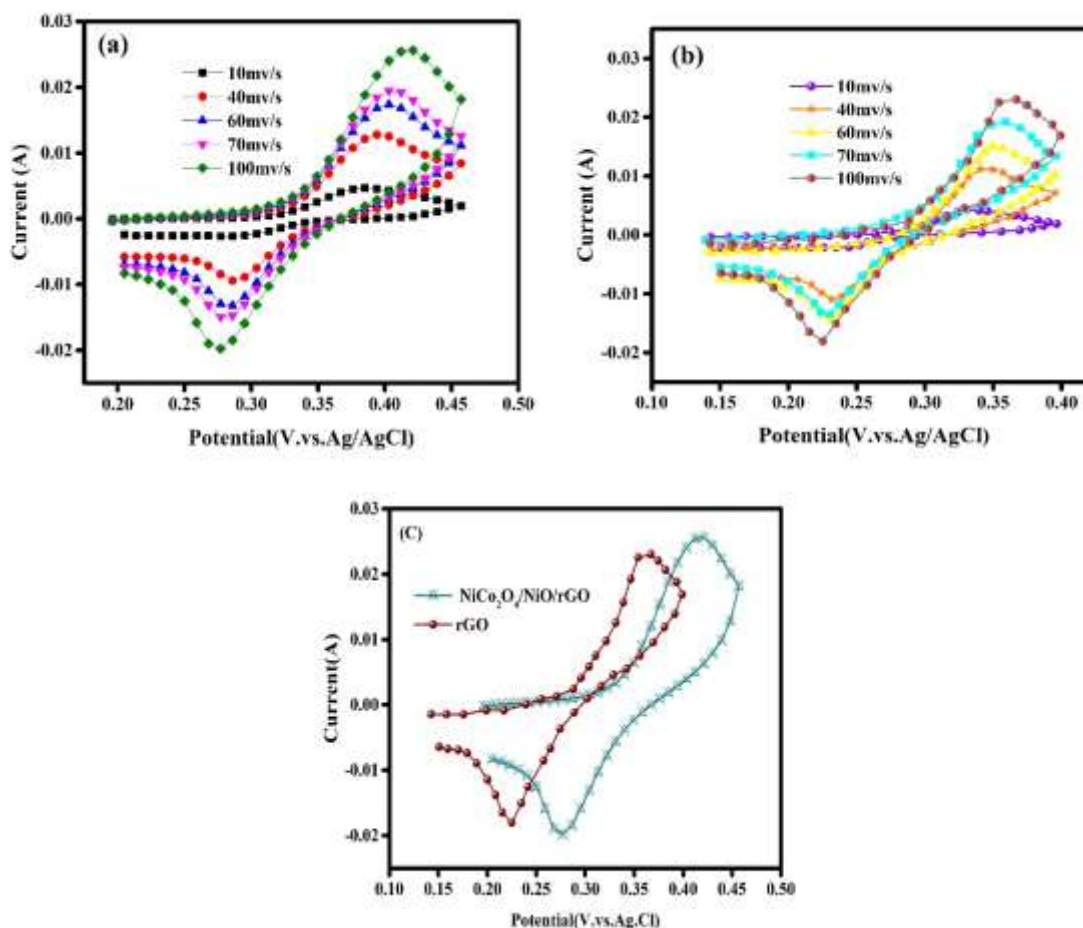 (a)
10mv/s
40mv/s
60mv/s
70mv/s
100mv/s
Current (A)
0.03
0.02
0.01
0.00
-0.01
-0.02
0.20 0.25 0.30 0.35 0.40 0.45 0.50
Potential(V.vs.Ag/AgCl)
(b)
10mv/s
40mv/s
60mv/s
70mv/s
100mv/s
Current (A)
0.03
0.02
0.01
0.00
-0.01
-0.02
0.10 0.15 0.20 0.25 0.30 0.35 0.40
Potential(V.vs.Ag/AgCl)
(C)
NiCo₂O₄/NiO/rGO
rGO
Current(A)
0.03
0.02
0.01
0.00
-0.01
-0.02
0.10 0.15 0.20 0.25 0.30 0.35 0.40 0.45 0.50
Potential(V.vs.Ag.Cl)